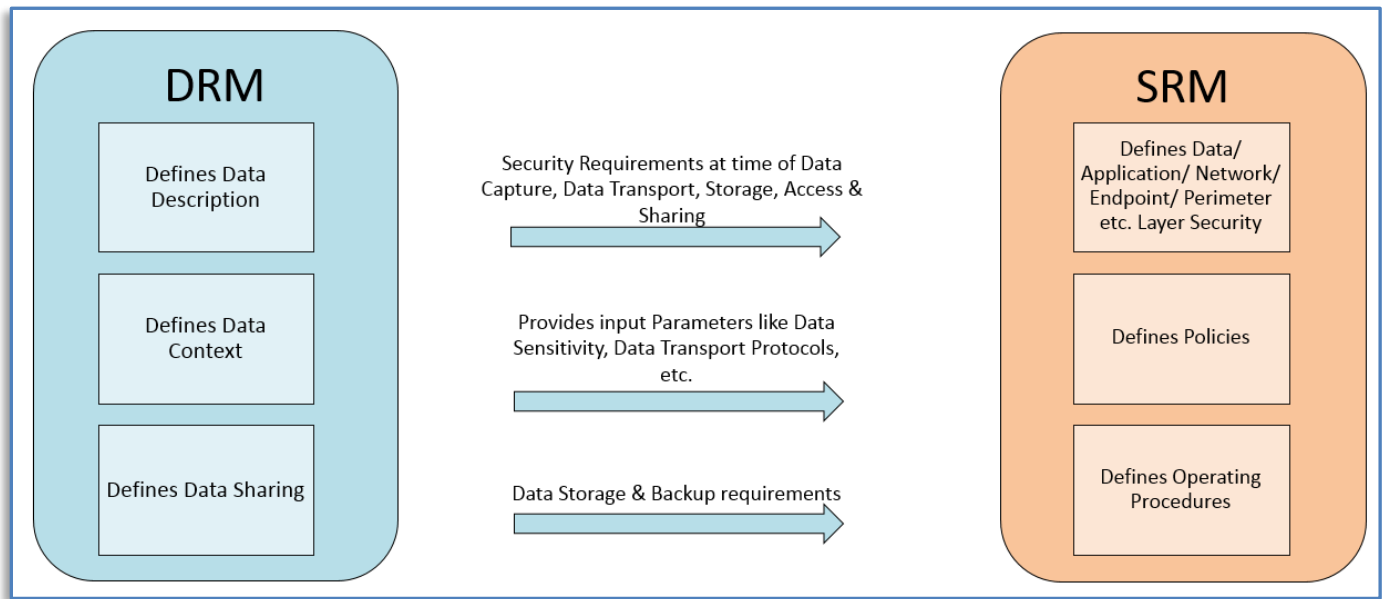 DRM
Defines Data
Description
Defines Data
Context
Defines Data Sharing
Security Requirements at time of Data
Capture, Data Transport, Storage, Access &
Sharing
Provides input Parameters like Data
Sensitivity, Data Transport Protocols,
etc.
Data Storage & Backup requirements
SRM
Defines Data/
Application/ Network/
Endpoint/ Perimeter
etc. Layer Security
Defines Policies
Defines Operating
Procedures